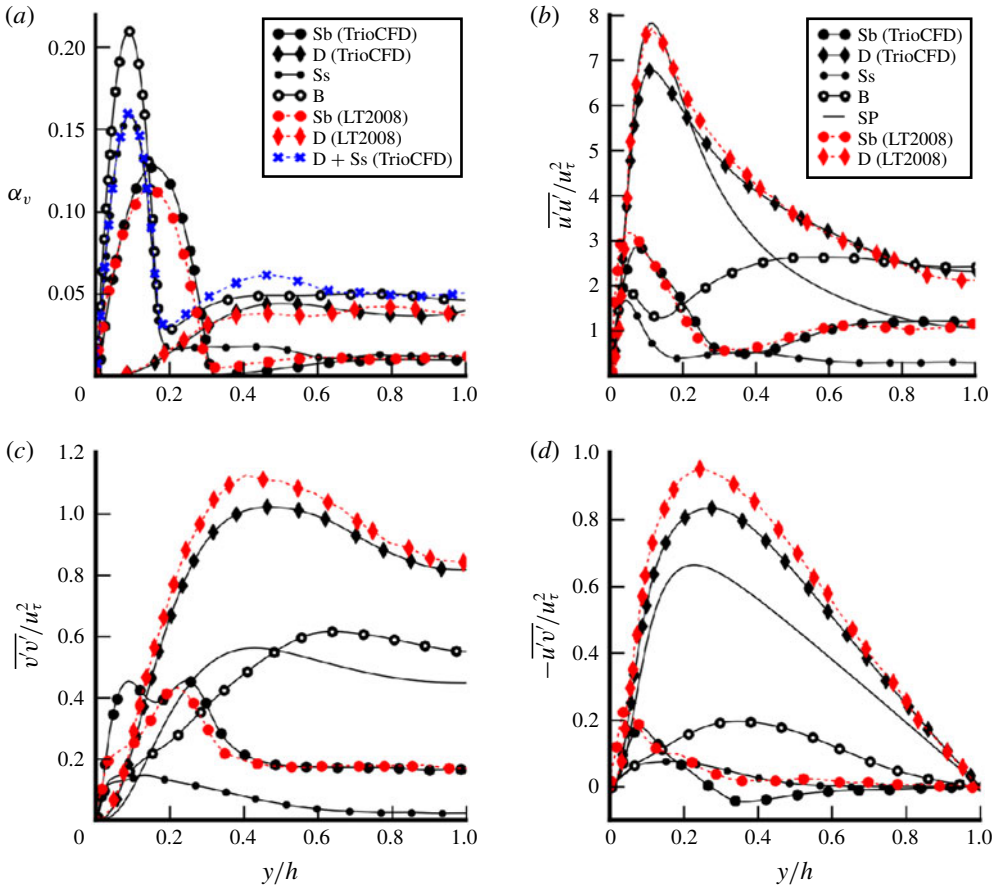 (a)
0.20
0.15
0.10
0.05
α_v
Sb (TrioCFD)
D (TrioCFD)
Ss
B
Sb (LT2008)
D (LT2008)
D + Ss (TrioCFD)
0 0.2 0.4 0.6 0.8 1.0
(b)
8
7
6
5
4
3
2
1
u′u′/u²τ
Sb (TrioCFD)
D (TrioCFD)
Ss
B
SP
Sb (LT2008)
D (LT2008)
0 0.2 0.4 0.6 0.8 1.0
(c)
1.2
1.0
0.8
0.6
0.4
0.2
v′v′/u²τ
0 0.2 0.4 0.6 0.8 1.0
y/h
(d)
1.0
0.8
0.6
0.4
0.2
0
−u′v′/u²τ
0 0.2 0.4 0.6 0.8 1.0
y/h